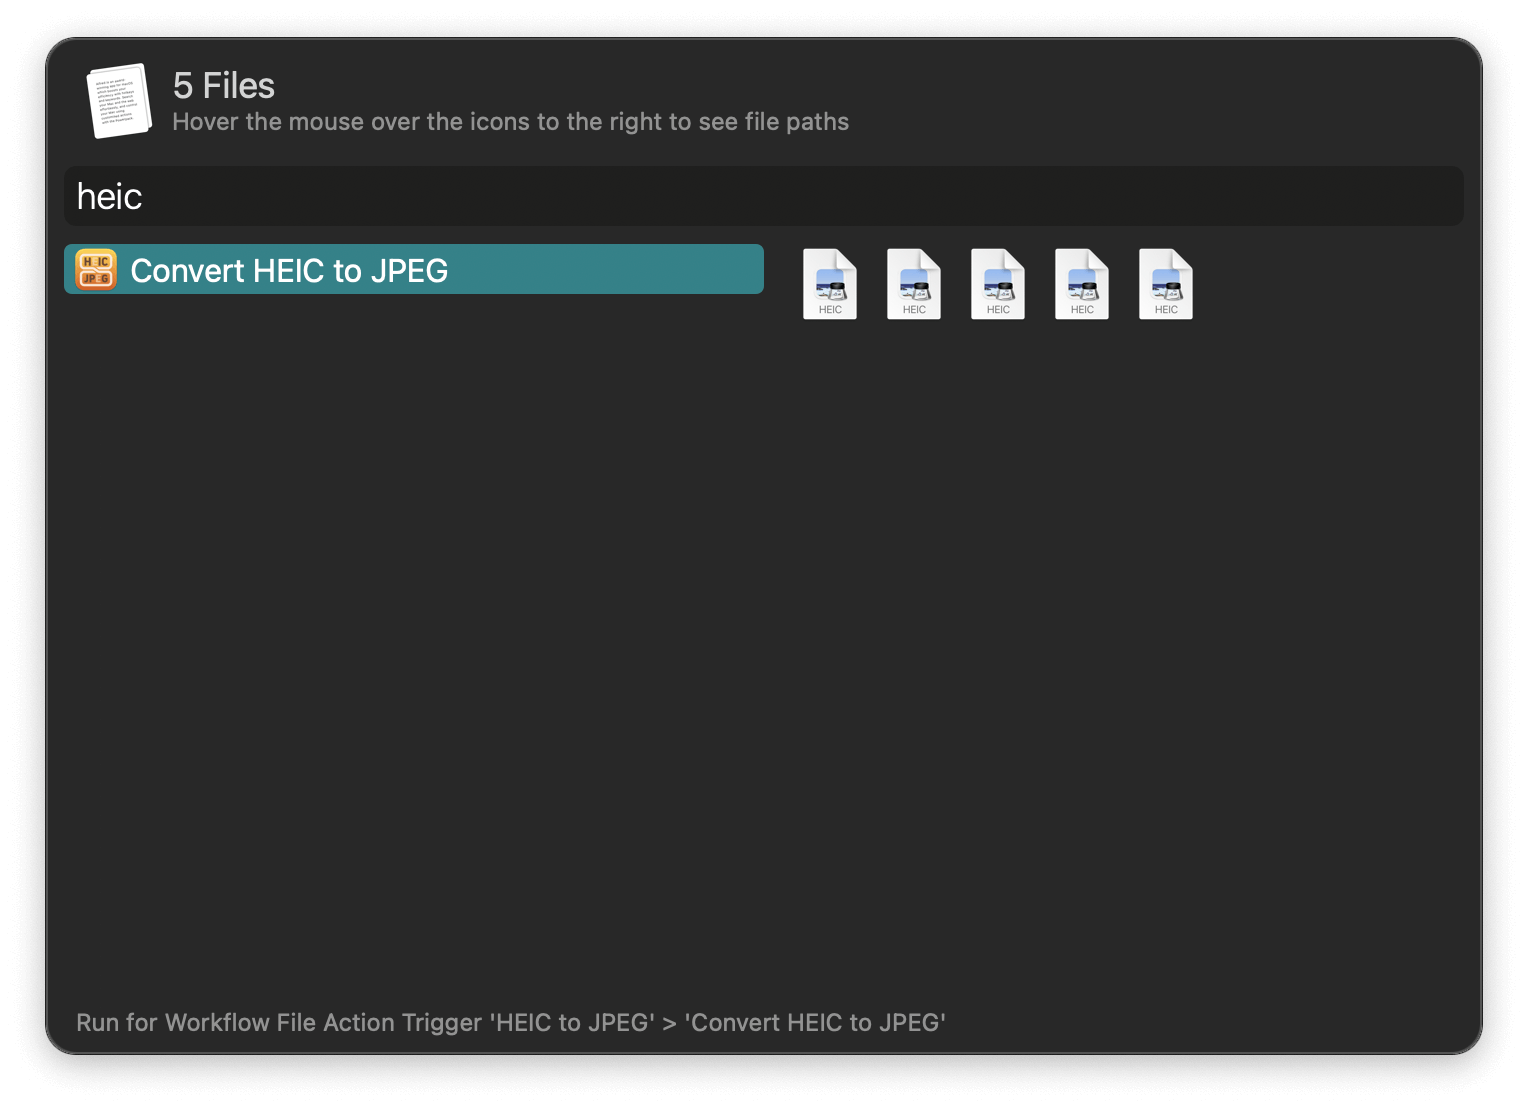 5 Files
Hover the mouse over the icons to the right to see file paths
heic
HEIC
JPEG
Convert HEIC to JPEG
HEIC HEIC HEIC HEIC HEIC
Run for Workflow File Action Trigger 'HEIC to JPEG' > 'Convert HEIC to JPEG'